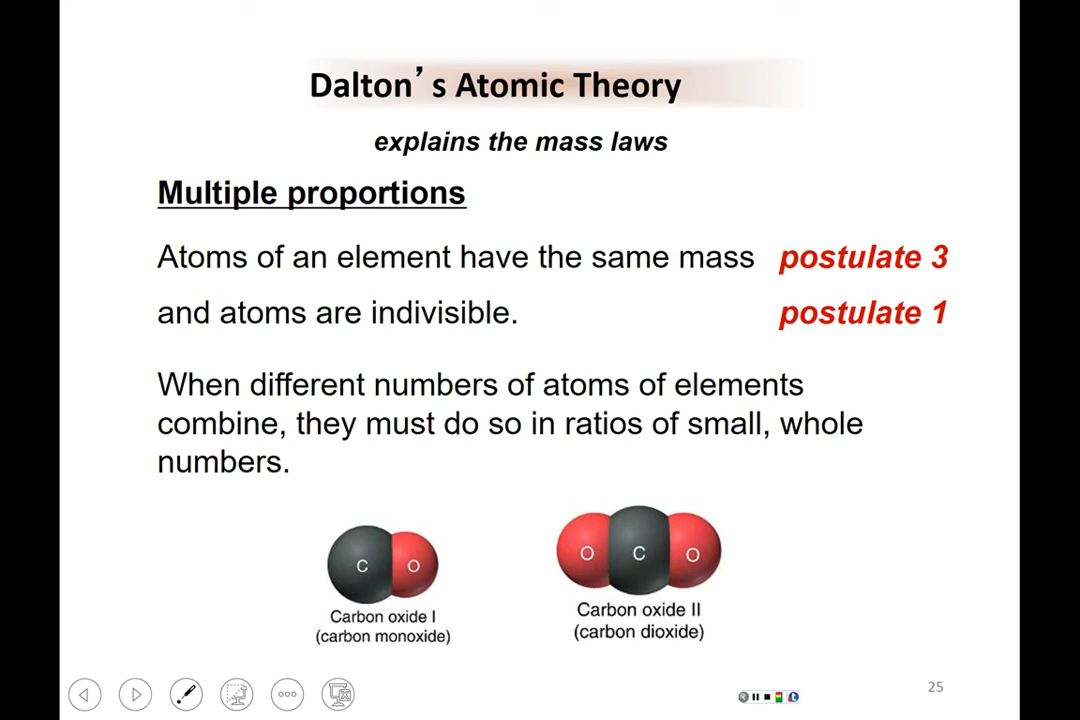 Dalton’s Atomic Theory
explains the mass laws
Multiple proportions
Atoms of an element have the same mass postulate 3
and atoms are indivisible. postulate 1
When different numbers of atoms of elements
combine, they must do so in ratios of small, whole
numbers.
C O
O C O
Carbon oxide I
(carbon monoxide)
Carbon oxide II
(carbon dioxide)
25